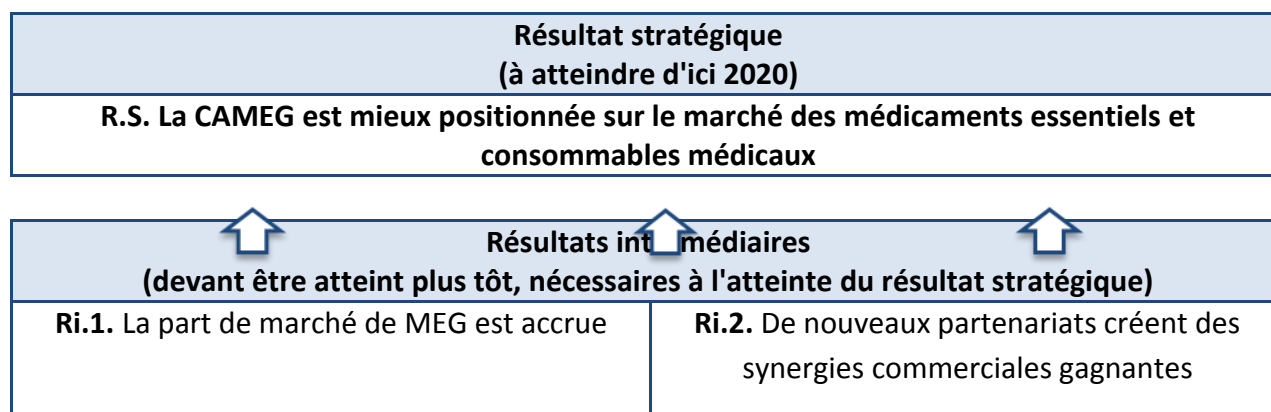 Résultat stratégique
(à atteindre d'ici 2020)
R.S. La CAMEG est mieux positionnée sur le marché des médicaments essentiels et
consommables médicaux
Résultats intermédiaires
(devant être atteint plus tôt, nécessaires à l'atteinte du résultat stratégique)
Ri.1. La part de marché de MEG est accrue
Ri.2. De nouveaux partenariats créent des
synergies commerciales gagnantes